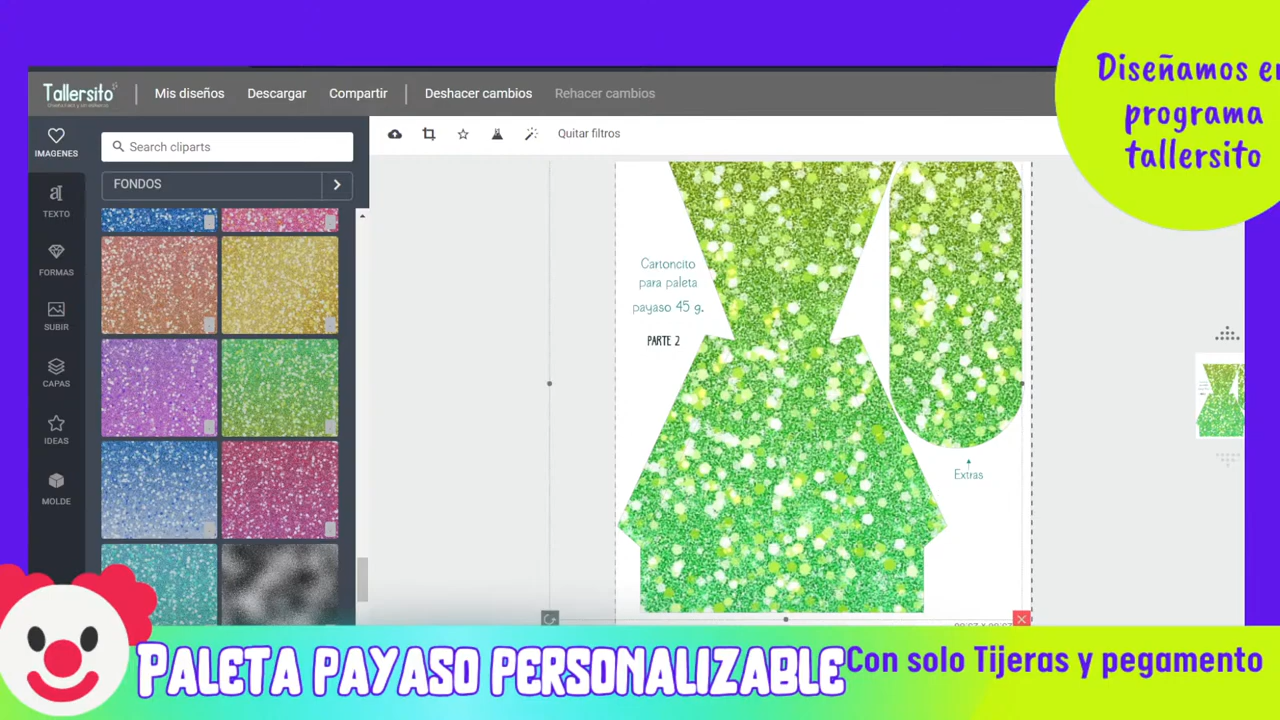 Diseñamos en
programa
tallersito
Tallersito
Mis diseños
Descargar
Compartir
Deshacer cambios
Rehacer cambios
IMAGENES
TEXTO
FORMAS
SUBIR
CAPAS
IDEAS
MOLDE
Search cliparts
FONDOS
Quitar filtros
Cartoncito
para paleta
payaso 45 g.
PARTE 2
Extras
PALETA PAYASO PERSONALIZABLE
Con solo Tijeras y pegamento